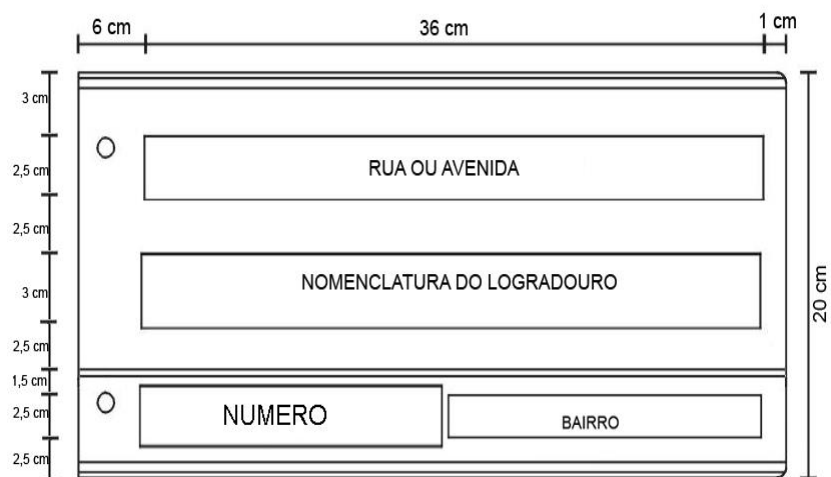 6 cm 36 cm 1 cm
3 cm
2,5 cm
RUA OU AVENIDA
2,5 cm
3 cm
NOMENCLATURA DO LOGRADOURO
20 cm
2,5 cm
1,5 cm
2,5 cm
NUMERO
BAIRRO
2,5 cm